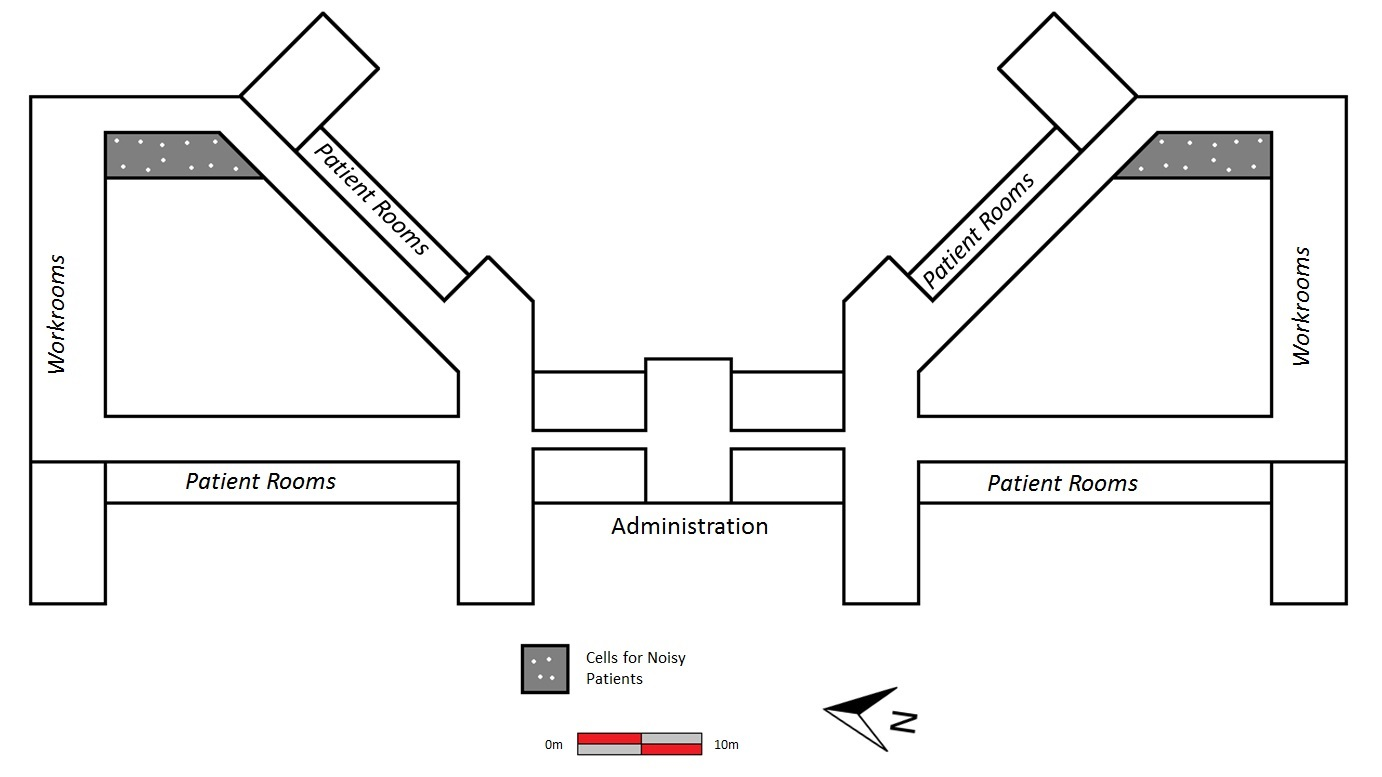 Patient Rooms
Patient Rooms
Workrooms
Workrooms
Patient Rooms
Patient Rooms
Administration
Cells for Noisy
Patients
N
0m
10m